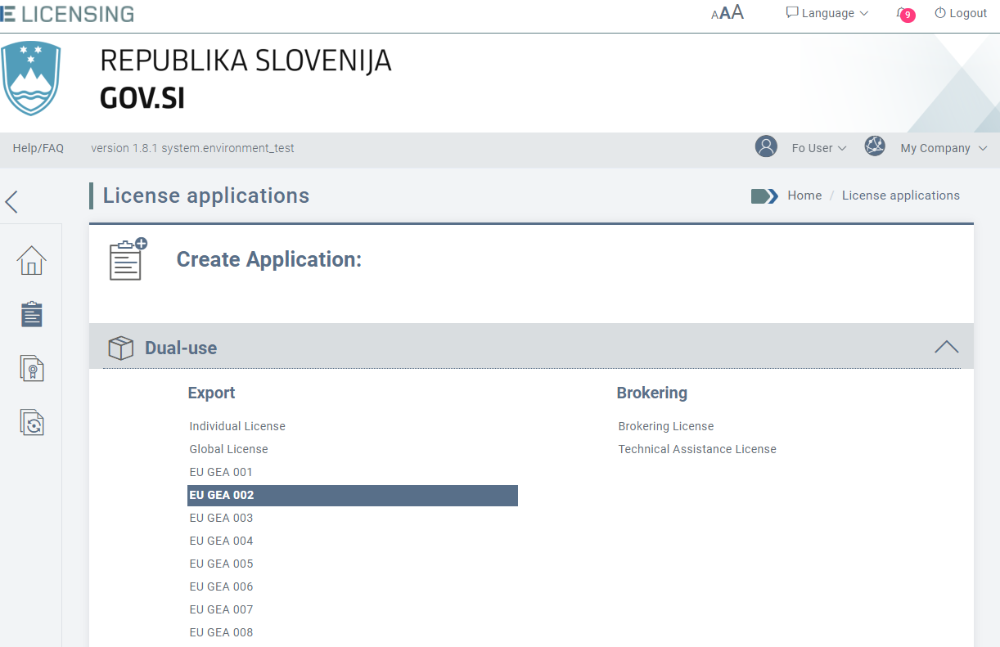 E LICENSING
AAA Language 9 Logout
REPUBLIKA SLOVENIJA
GOV.SI
Help/FAQ version 1.8.1 system.environment_test Fo User My Company
License applications Home / License applications
Create Application:
Dual-use
Export
Individual License
Global License
EU GEA 001
EU GEA 002
EU GEA 003
EU GEA 004
EU GEA 005
EU GEA 006
EU GEA 007
EU GEA 008
Brokering
Brokering License
Technical Assistance License